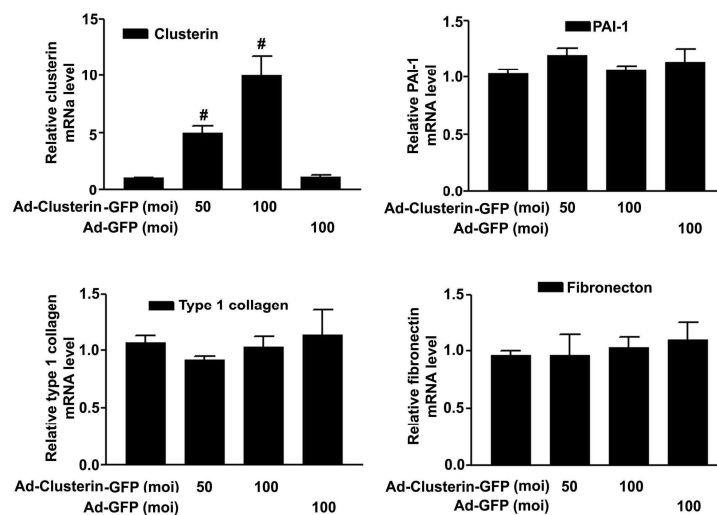 Clusterin
Relative clusterin
mRNa level
15
10
5
0
#
#
Ad-Clusterin-GFP (moi) 50 100
Ad-GFP (moi) 100
PAI-1
Relative PAI-1
mRNA level
1.5
1.0
0.5
0.0
Ad-Clusterin-GFP (moi) 50 100
Ad-GFP (moi) 100
Type 1 collagen
Relative type 1 collagen
mRNA level
1.5
1.0
0.5
0.0
Ad-Clusterin-GFP (moi) 50 100
Ad-GFP (moi) 100
Fibronecton
Relative fibronectin
mRNA level
1.5
1.0
0.5
0.0
Ad-Clusterin-GFP (moi) 50 100
Ad-GFP (moi) 100